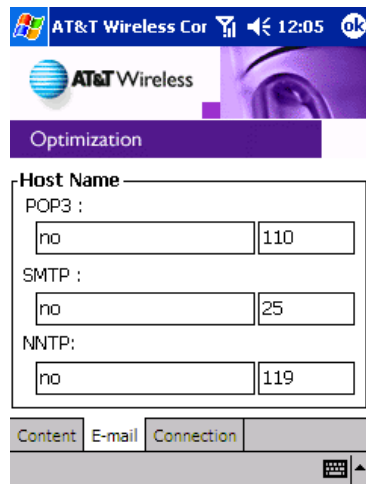 AT&T Wireless Cor 12:05 ok
AT&T Wireless
Optimization
Host Name
POP3 :
no 110
SMTP :
no 25
NNTP:
no 119
Content E-mail Connection